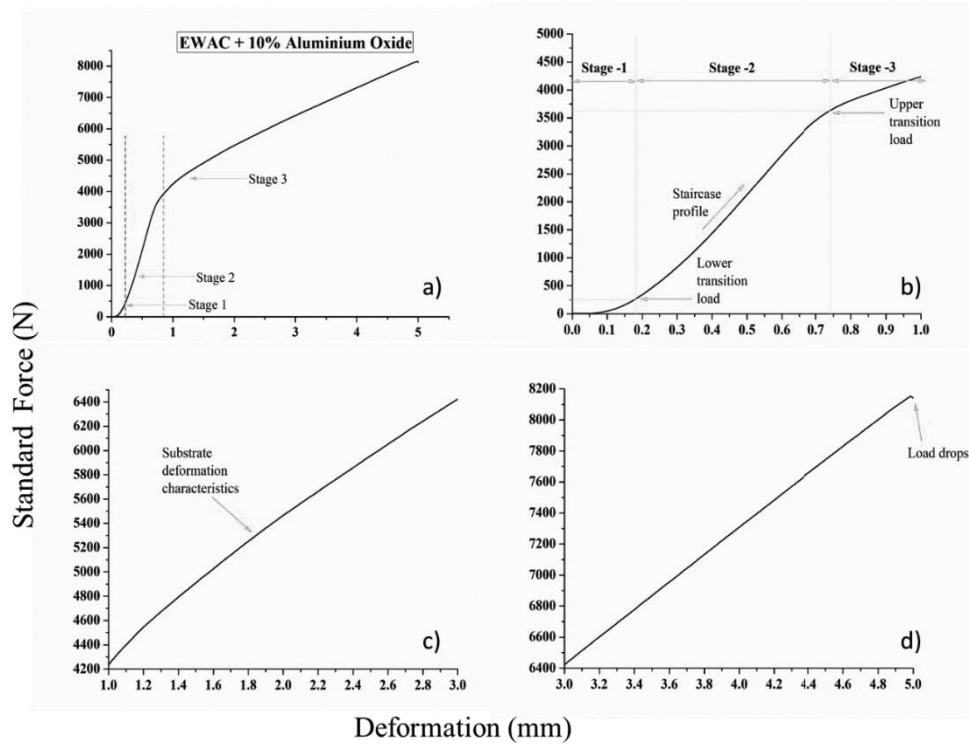 EWAC + 10% Aluminium Oxide
8000
7000
6000
5000
4000
3000
2000
1000
0
0 1 2 3 4 5
Stage 3
Stage 2
Stage 1
a)
5000
4500
4000
3500
3000
2500
2000
1500
1000
500
0
0.0 0.1 0.2 0.3 0.4 0.5 0.6 0.7 0.8 0.9 1.0
Stage -1 Stage -2 Stage -3
Upper
transition
load
Staircase
profile
Lower
transition
load
b)
6400
6200
6000
5800
5600
5400
5200
5000
4800
4600
4400
4200
1.0 1.2 1.4 1.6 1.8 2.0 2.2 2.4 2.6 2.8 3.0
Substrate
deformation
characteristics
c)
8200
8000
7800
7600
7400
7200
7000
6800
6600
6400
3.0 3.2 3.4 3.6 3.8 4.0 4.2 4.4 4.6 4.8 5.0
Load drops
d)
Standard Force (N)
Deformation (mm)